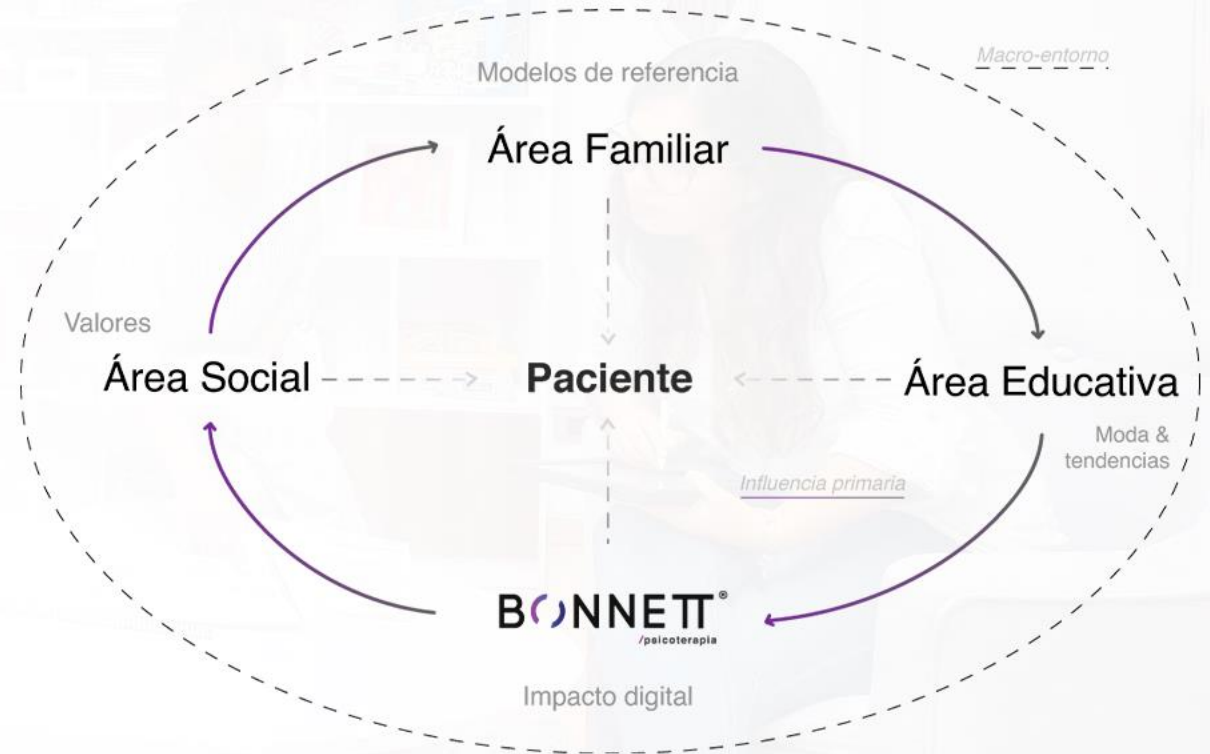 Macro-entorno
Modelos de referencia
Área Familiar
Valores
Área Social
Paciente
Área Educativa
Moda &
tendencias
Influencia primaria
BONNETT®
/psicoterapia
Impacto digital